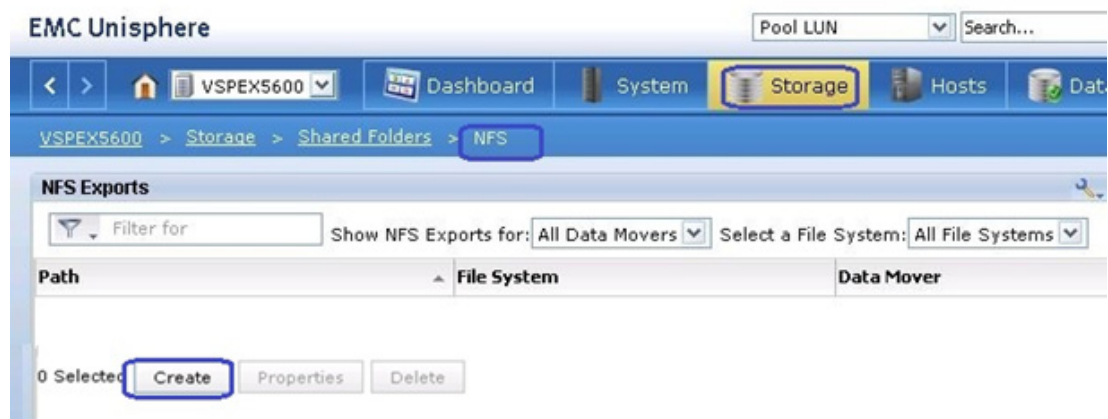 EMC Unisphere
Pool LUN Search...
VSPEX5600 Dashboard System Storage Hosts Dat
VSPEX5600 > Storage > Shared Folders > NFS
NFS Exports
Filter for Show NFS Exports for: All Data Movers Select a File System: All File Systems
Path File System Data Mover
0 Selected Create Properties Delete